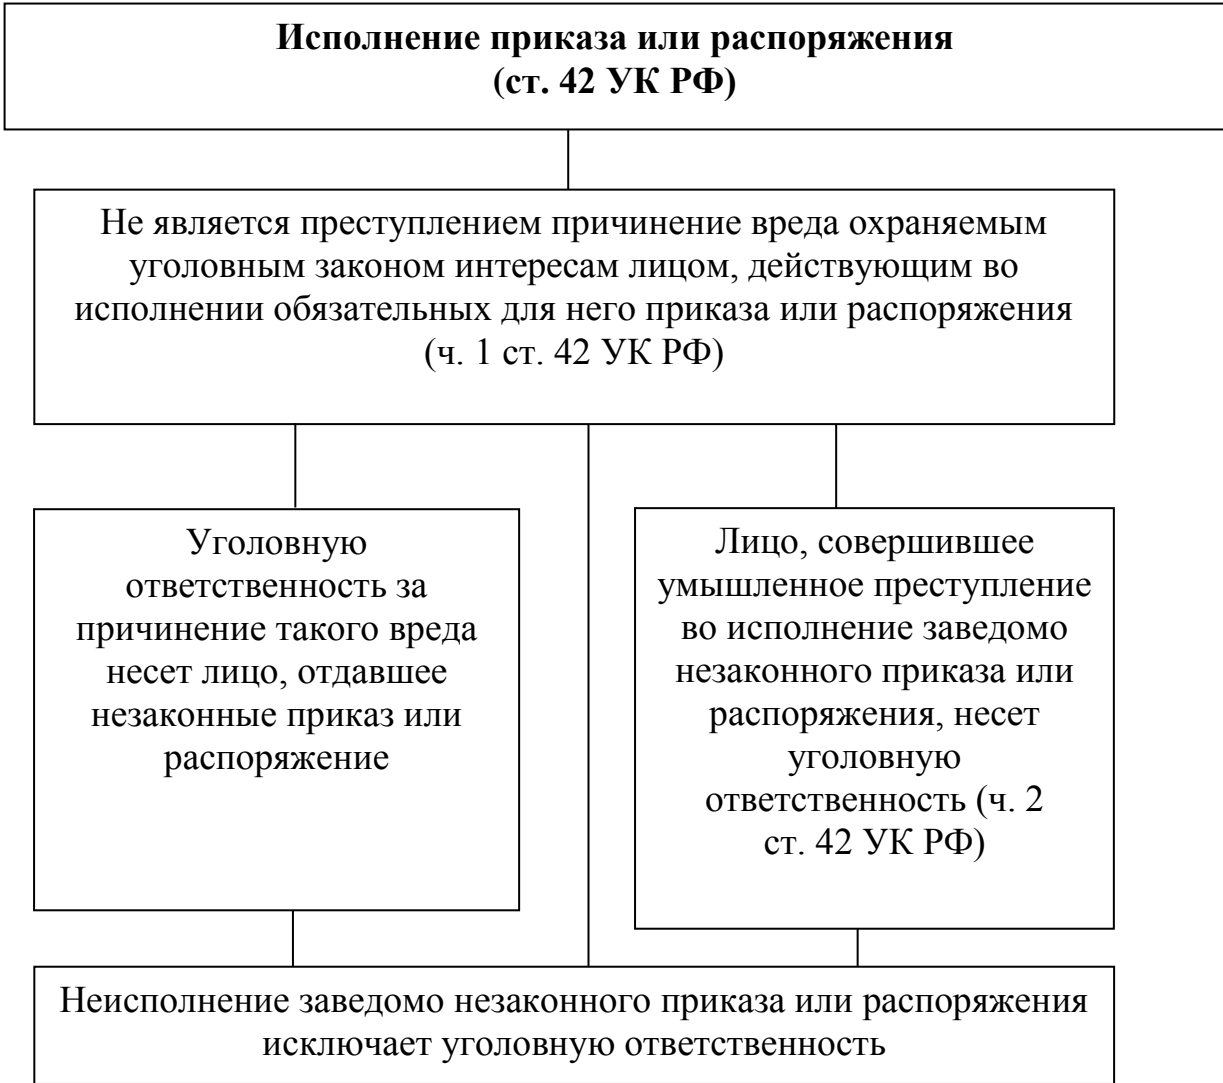 Исполнение приказа или распоряжения
(ст. 42 УК РФ)
Не является преступлением причинение вреда охраняемым
уголовным законом интересам лицом, действующим во
исполнении обязательных для него приказа или распоряжения
(ч. 1 ст. 42 УК РФ)
Уголовную
ответственность за
причинение такого вреда
несет лицо, отдавшее
незаконные приказ или
распоряжение
Лицо, совершившее
умышленное преступление
во исполнение заведомо
незаконного приказа или
распоряжения, несет
уголовную
ответственность (ч. 2
ст. 42 УК РФ)
Неисполнение заведомо незаконного приказа или распоряжения
исключает уголовную ответственность